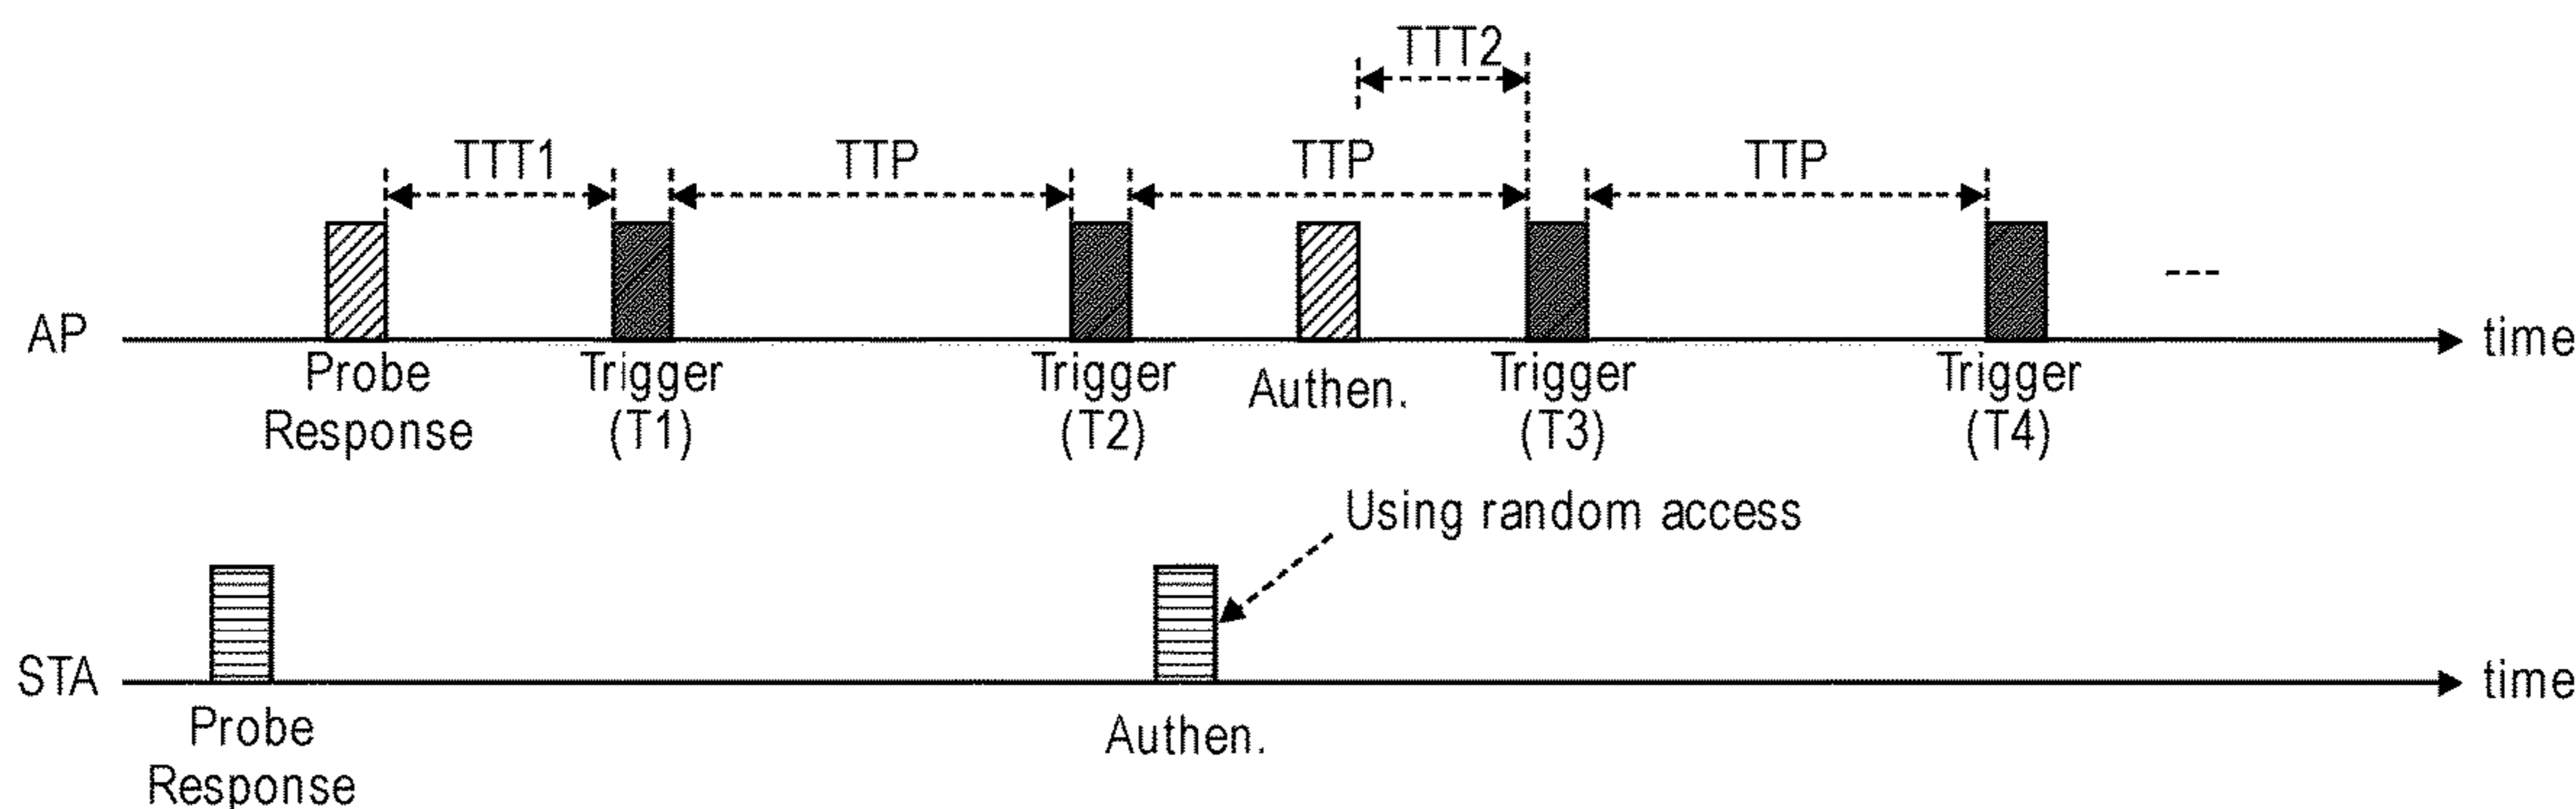 TTT2
TTT1 TTP TTP TTP
AP time
Probe Response
Trigger (T1)
Trigger (T2)
Authen.
Trigger (T3)
Trigger (T4)
Using random access
STA time
Probe Response
Authen.